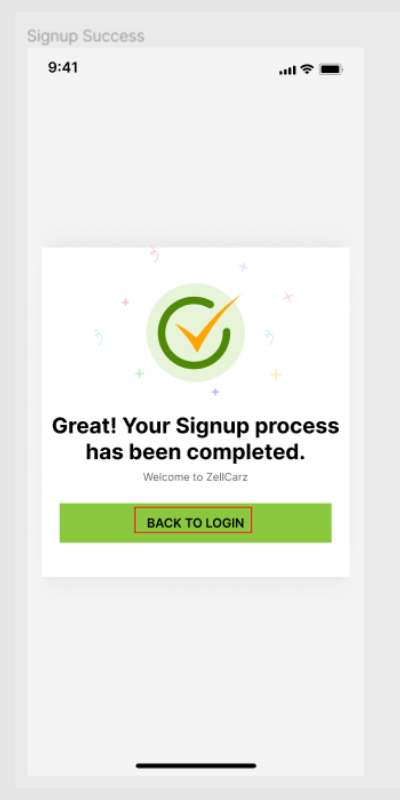 Signup Success
9:41
Great! Your Signup process
has been completed.
Welcome to ZellCarz
BACK TO LOGIN